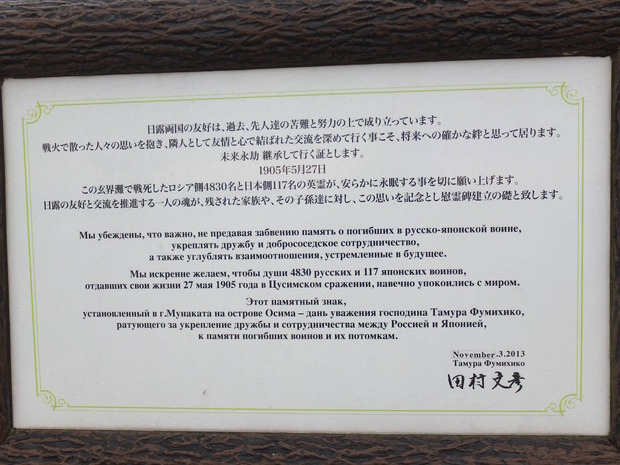 日露両国の友好は、過去、先人達の苦難と努力の上で成り立っています。
戦火で散った人々の思いを抱き、隣人として友情と心で結ばれた交流を深めて行く事こそ、将来への確かな絆と思って居ります。
未来永劫 継承して行く証とします。
1905年5月27日
この玄界灘で戦死したロシア側4830名と日本側117名の英霊が、安らかに永眠する事を切に願い上げます。
日露の友好と交流を推進する一人の魂が、残された家族や、その子孫達に対し、この思いを記念とし慰霊碑建立の礎と致します。
Мы убеждены, что важно, не предавая забвению память о погибших в русско-японской воине,
укреплять дружбу и добрососедское сотрудничество,
а также углублять взаимоотношения, устремленные в будущее.
Мы искренне желаем, чтобы души 4830 русских и 117 японских воинов,
отдавших свои жизни 27 мая 1905 года в Цусимском сражении, навечно упокоились с миром.
Этот памятный знак,
установленный в г.Муната на острове Осима – дань уважения господина Тамура Фумихико,
ратующего за укрепление дружбы и сотрудничества между Россией и Японией,
к памяти погибших воинов и их потомкам.
November.3.2013
Тамура Фумихико
田村文彦